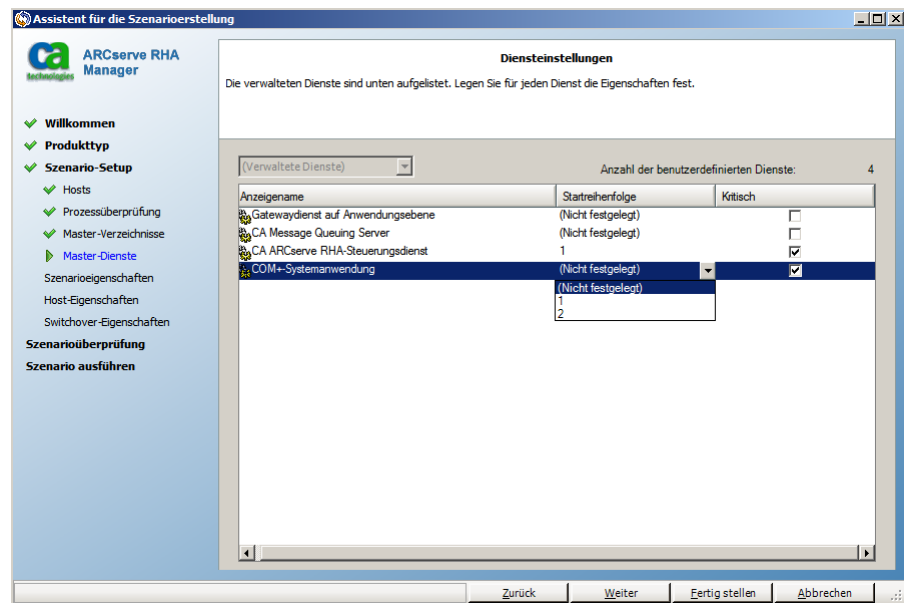 Assistent für die Szenarioerstellung
ca
technologies
ARCserve RHA
Manager
Willkommen
Produkttyp
Szenario-Setup
Hosts
Prozessüberprüfung
Master-Verzeichnisse
Master-Dienste
Szenarioeigenschaften
Host-Eigenschaften
Switchover-Eigenschaften
Szenarioüberprüfung
Szenario ausführen
Diensteinstellungen
Die verwalteten Dienste sind unten aufgelistet. Legen Sie für jeden Dienst die Eigenschaften fest.
(Verwaltete Dienste) Anzahl der benutzerdefinierten Dienste: 4
Anzeigename Startreihenfolge Kritisch
Gatewaydienst auf Anwendungsebene (Nicht festgelegt)
CA Message Queuing Server (Nicht festgelegt)
CA ARCserve RHA-Steuerungsdienst 1
COM+-Systemanwendung (Nicht festgelegt)
(Nicht festgelegt)
1
2
Zurück Weiter Fertig stellen Abbrechen